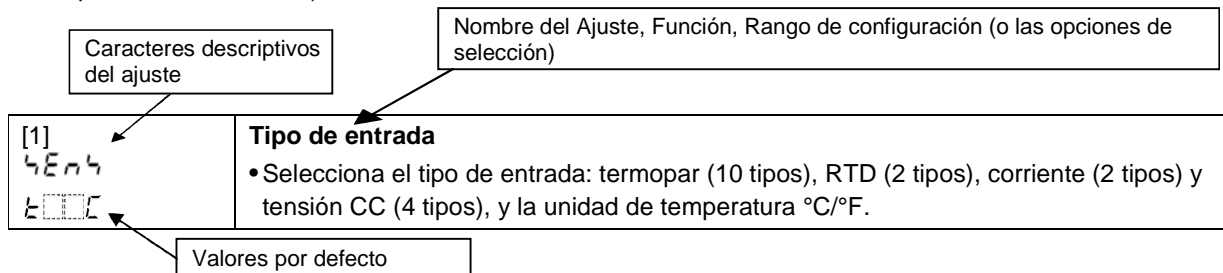 Nombre del Ajuste, Función, Rango de configuración (o las opciones de
selección)
Caracteres descriptivos
del ajuste
[1]
Tipo de entrada
• Selecciona el tipo de entrada: termopar (10 tipos), RTD (2 tipos), corriente (2 tipos) y
tensión CC (4 tipos), y la unidad de temperatura °C/°F.
Valores por defecto